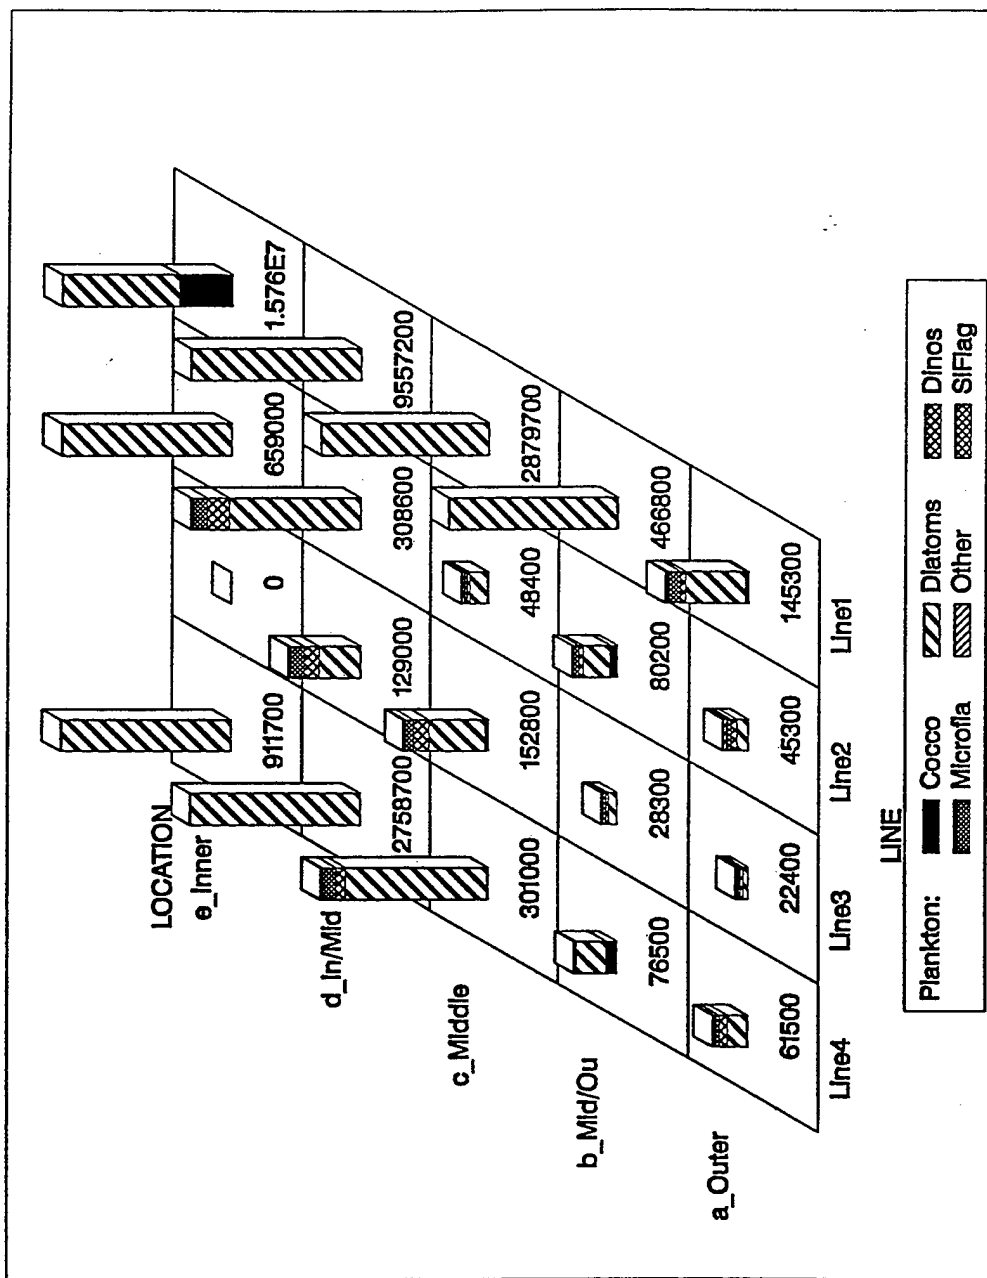 LOCATION
e_Inner
911700
0
659000
1.576E7
d_In/Mid
2758700
129000
308600
9557200
c_Middle
301000
152800
48400
2879700
b_Mid/Ou
76500
28300
80200
466800
a_Outer
61500
22400
45300
145300
Line4
Line3
Line2
Line1
LINE
Plankton: Cocco Diatoms Dinos
Microfla Other SiFlag